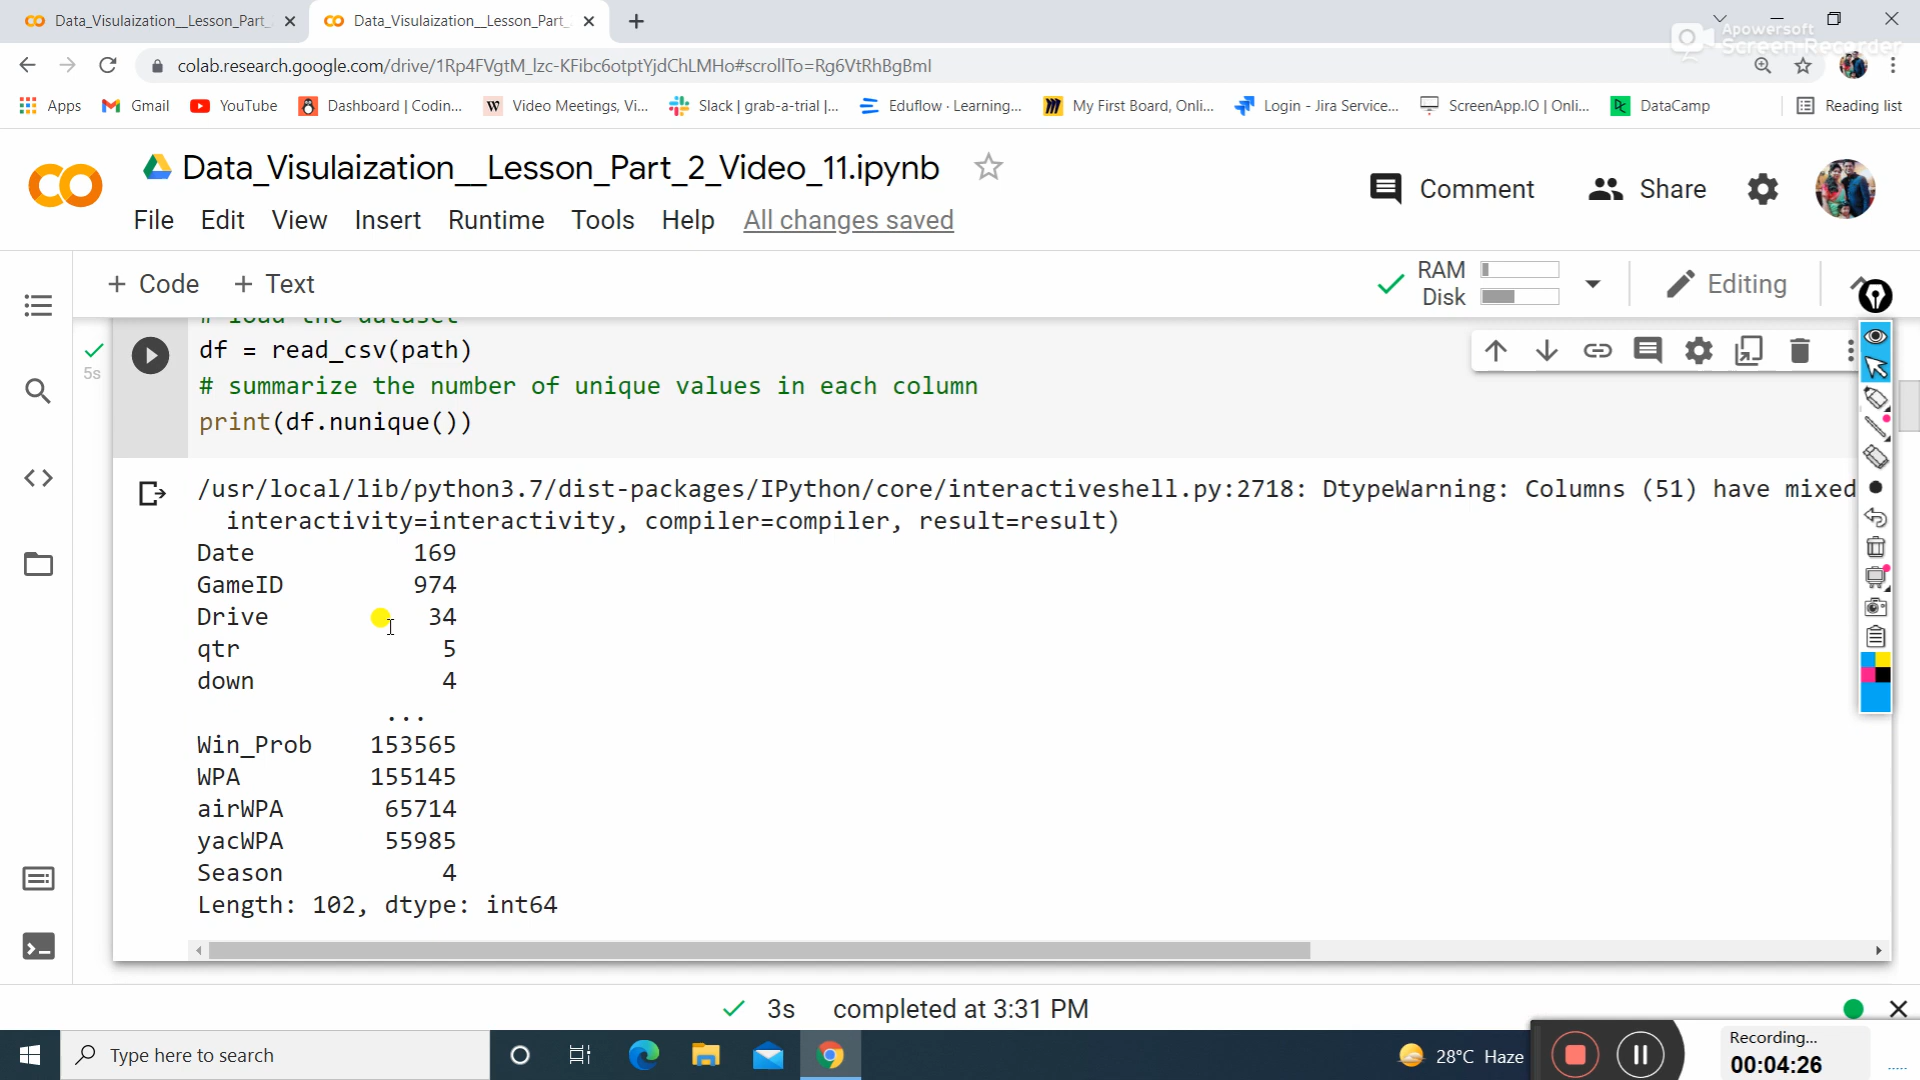 Data_Visulaization__Lesson_Part_
Data_Visulaization__Lesson_Part_
Apowersoft
Screen Recorder
colab.research.google.com/drive/1Rp4FVgtM_lzc-KFibc6otptYjdChLMHo#scrollTo=Rg6VtRhBgBmI
Apps
Gmail
YouTube
Dashboard | Codin...
Video Meetings, Vi...
Slack | grab-a-trial |...
Eduflow · Learning...
My First Board, Onli...
Login - Jira Service...
ScreenApp.IO | Onli...
DataCamp
Reading list
Data_Visulaization__Lesson_Part_2_Video_11.ipynb
Comment
Share
File Edit View Insert Runtime Tools Help All changes saved
+ Code + Text
RAM
Disk
Editing
# load the dataset
5s
df = read_csv(path)
# summarize the number of unique values in each column
print(df.nunique())
/usr/local/lib/python3.7/dist-packages/IPython/core/interactiveshell.py:2718: DtypeWarning: Columns (51) have mixed
interactivity=interactivity, compiler=compiler, result=result)
Date 169
GameID 974
Drive 34
qtr 5
down 4
...
Win_Prob 153565
WPA 155145
airWPA 65714
yacWPA 55985
Season 4
Length: 102, dtype: int64
3s completed at 3:31 PM
Type here to search
28°C Haze
Recording...
00:04:26